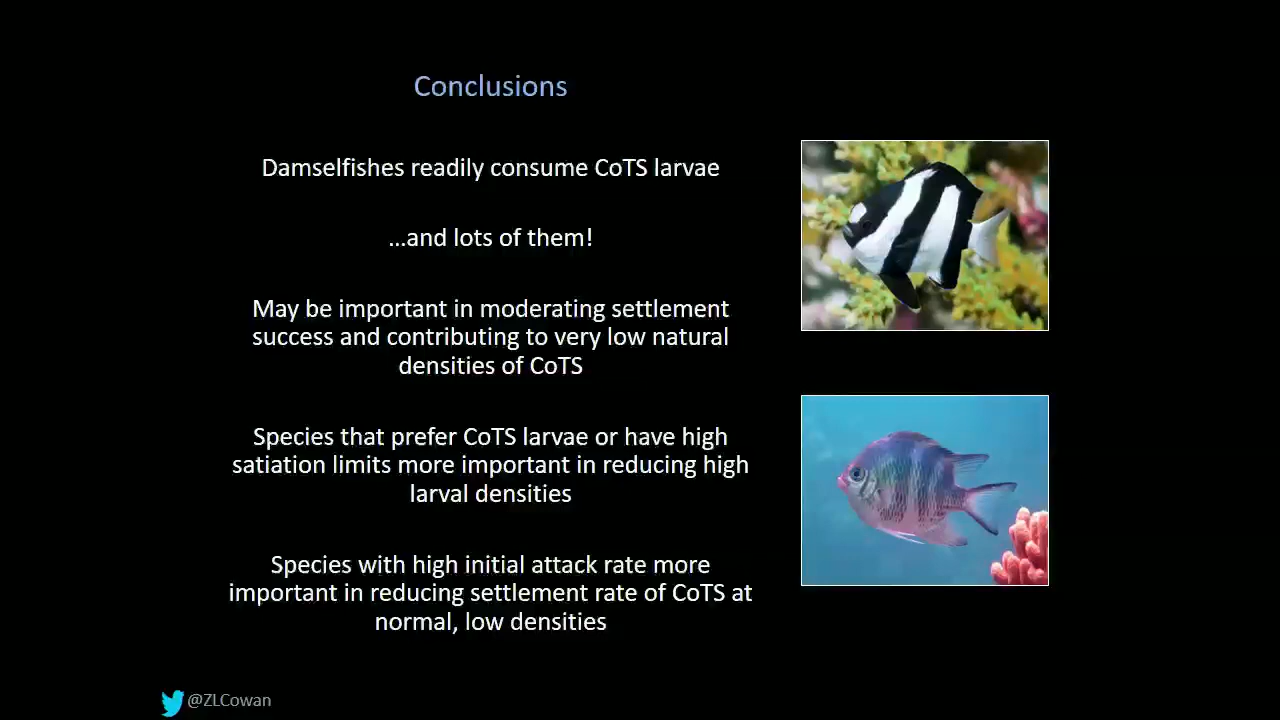 Conclusions
Damselfishes readily consume CoTS larvae
...and lots of them!
May be important in moderating settlement
success and contributing to very low natural
densities of CoTS
Species that prefer CoTS larvae or have high
satiation limits more important in reducing high
larval densities
Species with high initial attack rate more
important in reducing settlement rate of CoTS at
normal, low densities
@ZLCowan